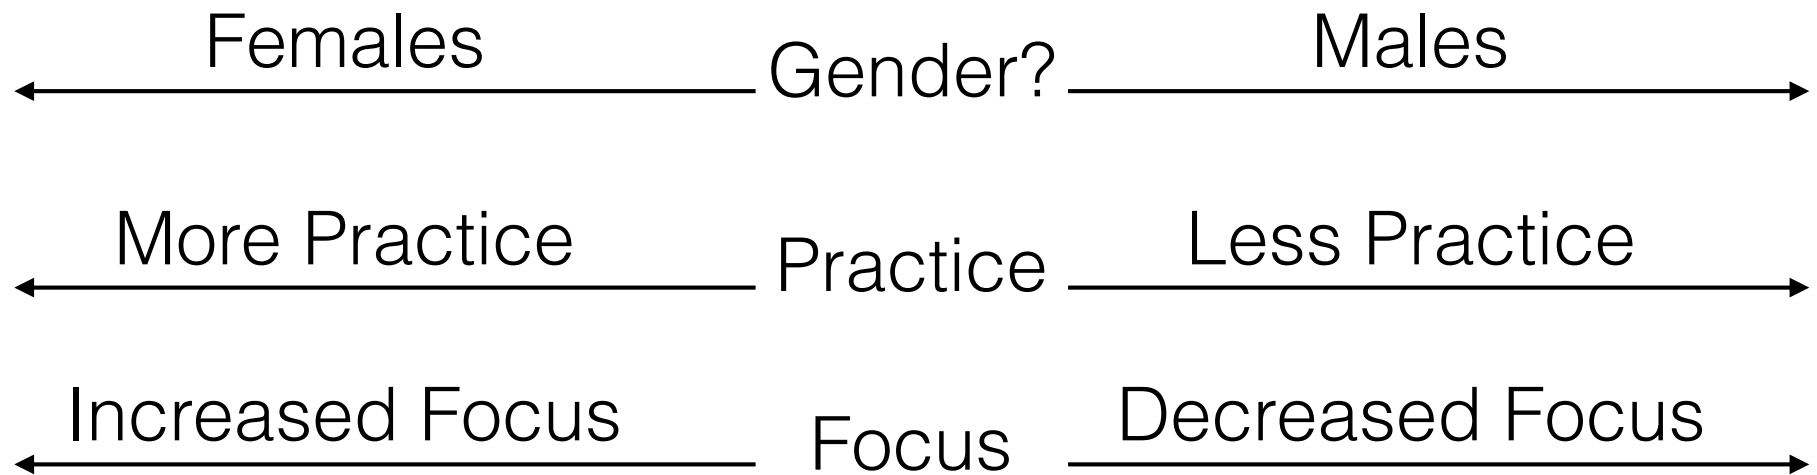 Females Gender? Males
More Practice Practice Less Practice
Increased Focus Focus Decreased Focus